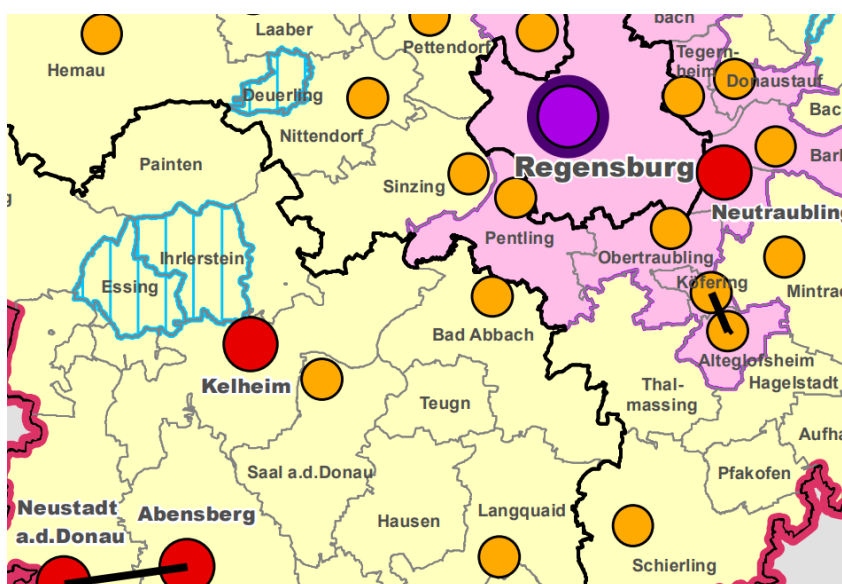 bach
Laaber
Pettendorf
Tegern-
heim
Hemau
Donaustauf
Deuerling
Bac
Nittendorf
Painten
Barb
Regensburg
Sinzing
Neutraubling
Pentling
Ihrlerstein
Obertraubling
Essing
Köfering
Mintrac
Bad Abbach
Alteglofsheim
Kelheim
Thal-
massing
Hagelstadt
Teugn
Aufha
Saal a.d.Donau
Pfakofen
Neustadt
a.d.Donau
Abensberg
Langquaid
Hausen
Schierling